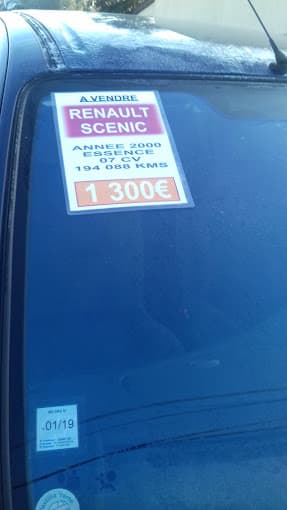 A VENDRE
RENAULT
SCENIC
ANNEE 2000
ESSENCE
07 CV
194 088 KMS
1 300€
.01/19